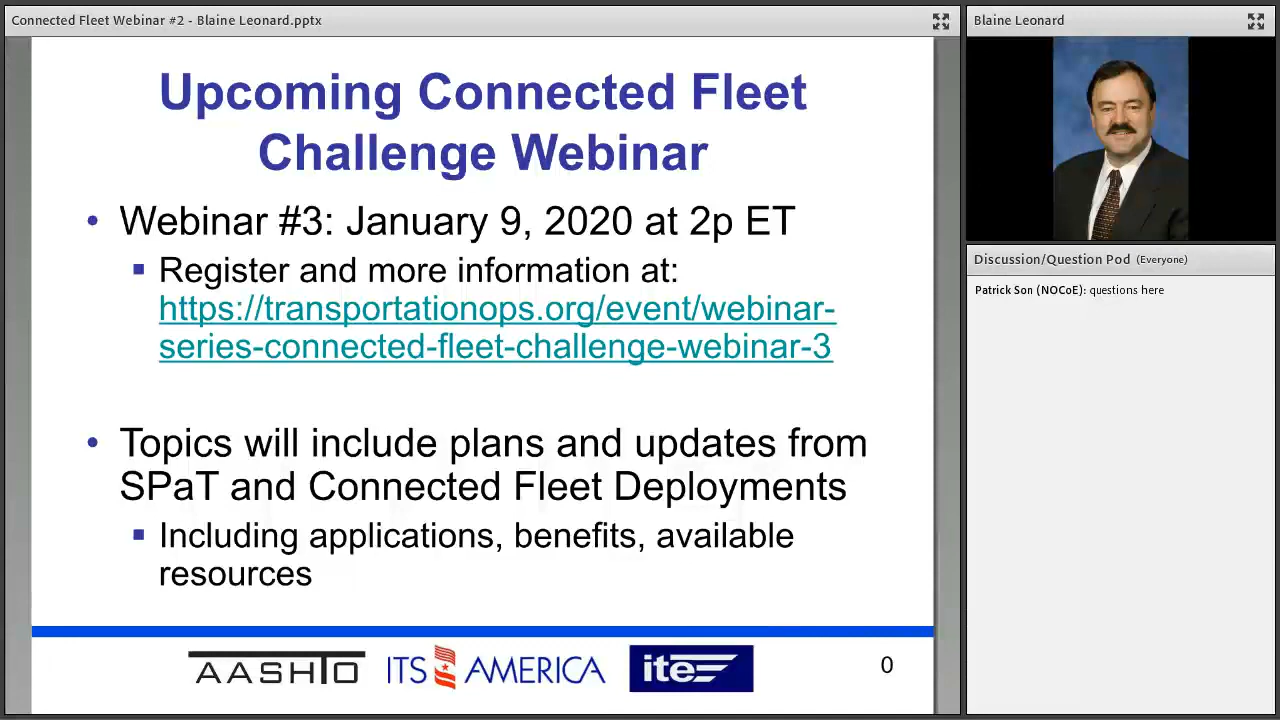 Connected Fleet Webinar #2 - Blaine Leonard.pptx
Upcoming Connected Fleet
Challenge Webinar
• Webinar #3: January 9, 2020 at 2p ET
▪ Register and more information at:
https://transportationops.org/event/webinar-
series-connected-fleet-challenge-webinar-3
• Topics will include plans and updates from
SPaT and Connected Fleet Deployments
▪ Including applications, benefits, available
resources
AASHTO
ITS AMERICA
ite
0
Blaine Leonard
Discussion/Question Pod (Everyone)
Patrick Son (NOCoE): questions here